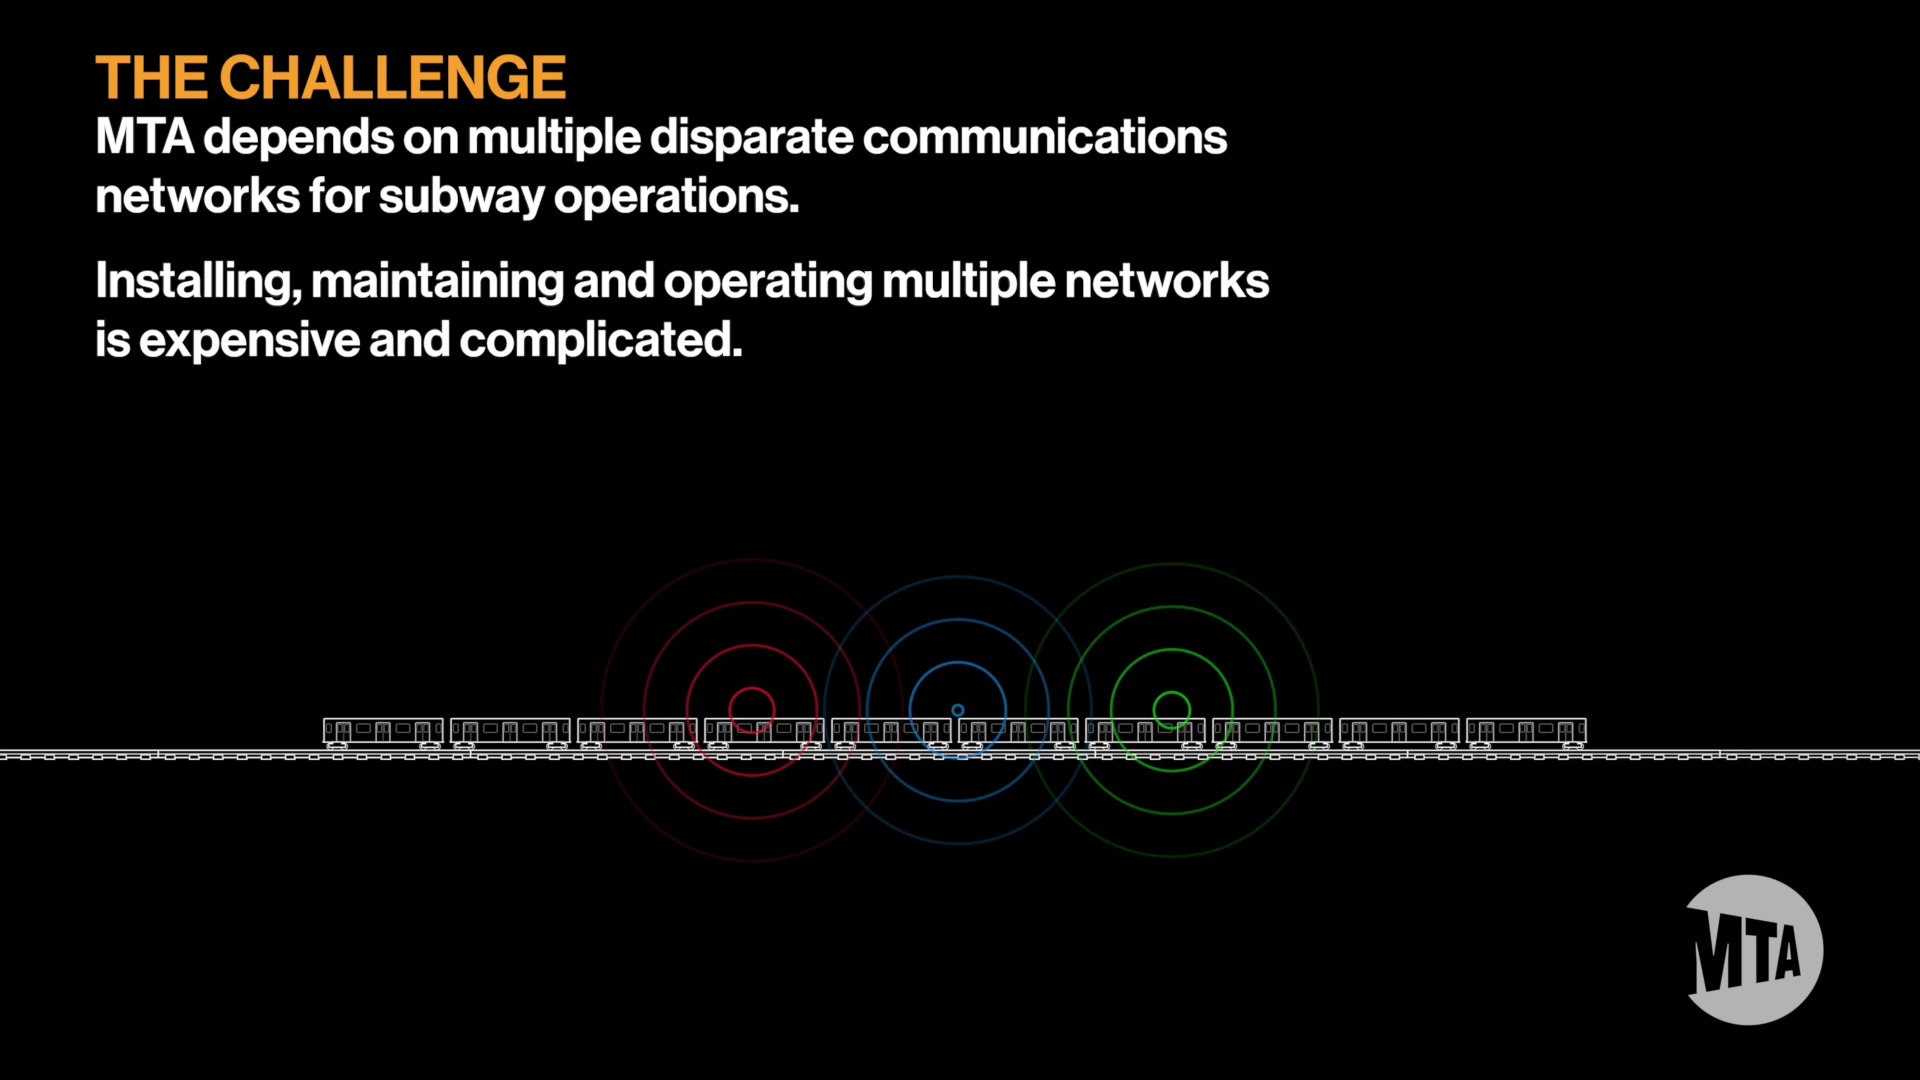 THE CHALLENGE
MTA depends on multiple disparate communications
networks for subway operations.
Installing, maintaining and operating multiple networks
is expensive and complicated.
MTA